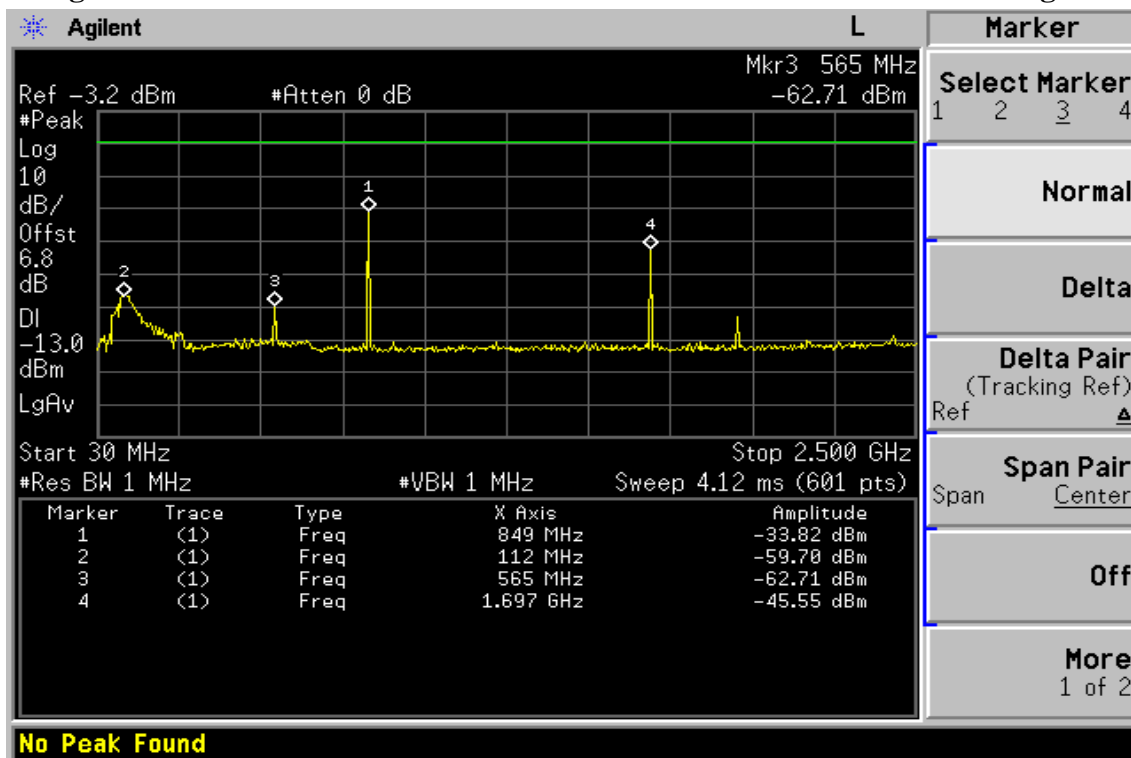 Agilent L Marker
Mkr3 565 MHz
Ref −3.2 dBm #Atten 0 dB −62.71 dBm
#Peak
Log
10
dB/
Offst
6.8
dB
DI
−13.0
dBm
LgAv
1
2
3
4
Start 30 MHz Stop 2.500 GHz
#Res BW 1 MHz #VBW 1 MHz Sweep 4.12 ms (601 pts)
Marker Trace Type X Axis Amplitude
1 (1) Freq 849 MHz −33.82 dBm
2 (1) Freq 112 MHz −59.70 dBm
3 (1) Freq 565 MHz −62.71 dBm
4 (1) Freq 1.697 GHz −45.55 dBm
Select Marker
1 2 3 4
Normal
Delta
Delta Pair
(Tracking Ref)
Ref Δ
Span Pair
Span Center
Off
More
1 of 2
No Peak Found